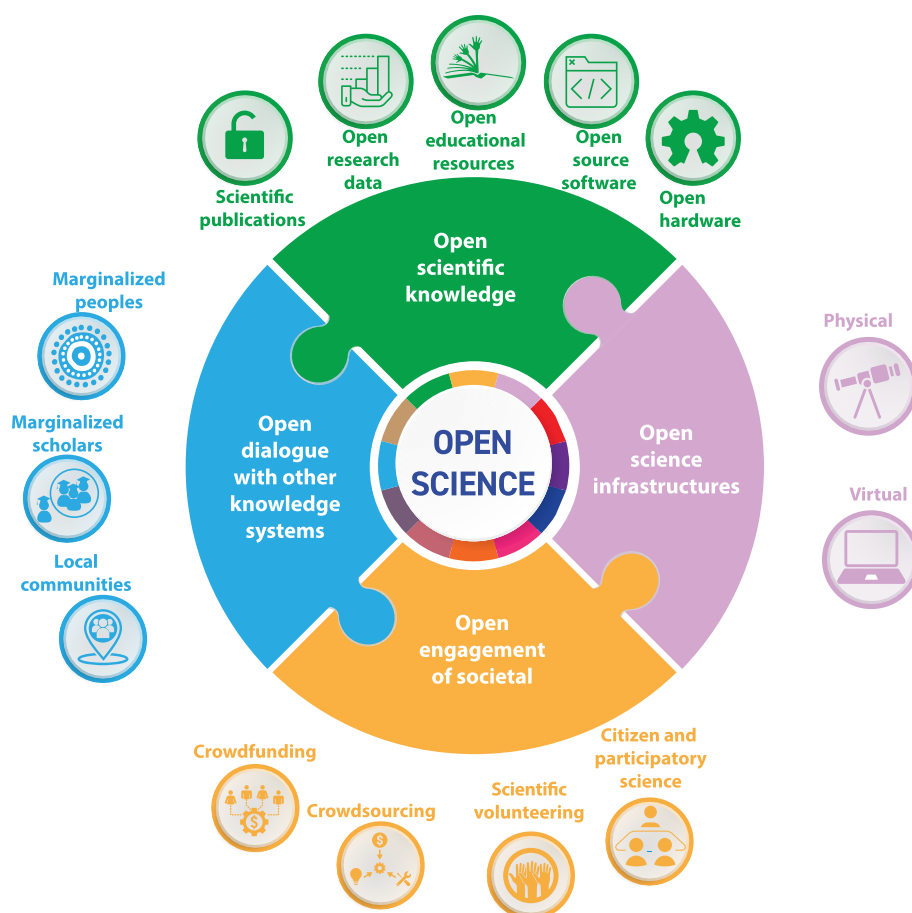 Open
educational
resources
Open
research
data
Open
source
software
Scientific
publications
Open
hardware
Open
scientific
knowledge
Marginalized
peoples
Physical
Marginalized
scholars
Open
dialogue
with other
knowledge
systems
OPEN
SCIENCE
Open
science
infrastructures
Virtual
Local
communities
Open
engagement
of societal
Crowdfunding
$
Crowdsourcing
$
Scientific
volunteering
Citizen and
participatory
science